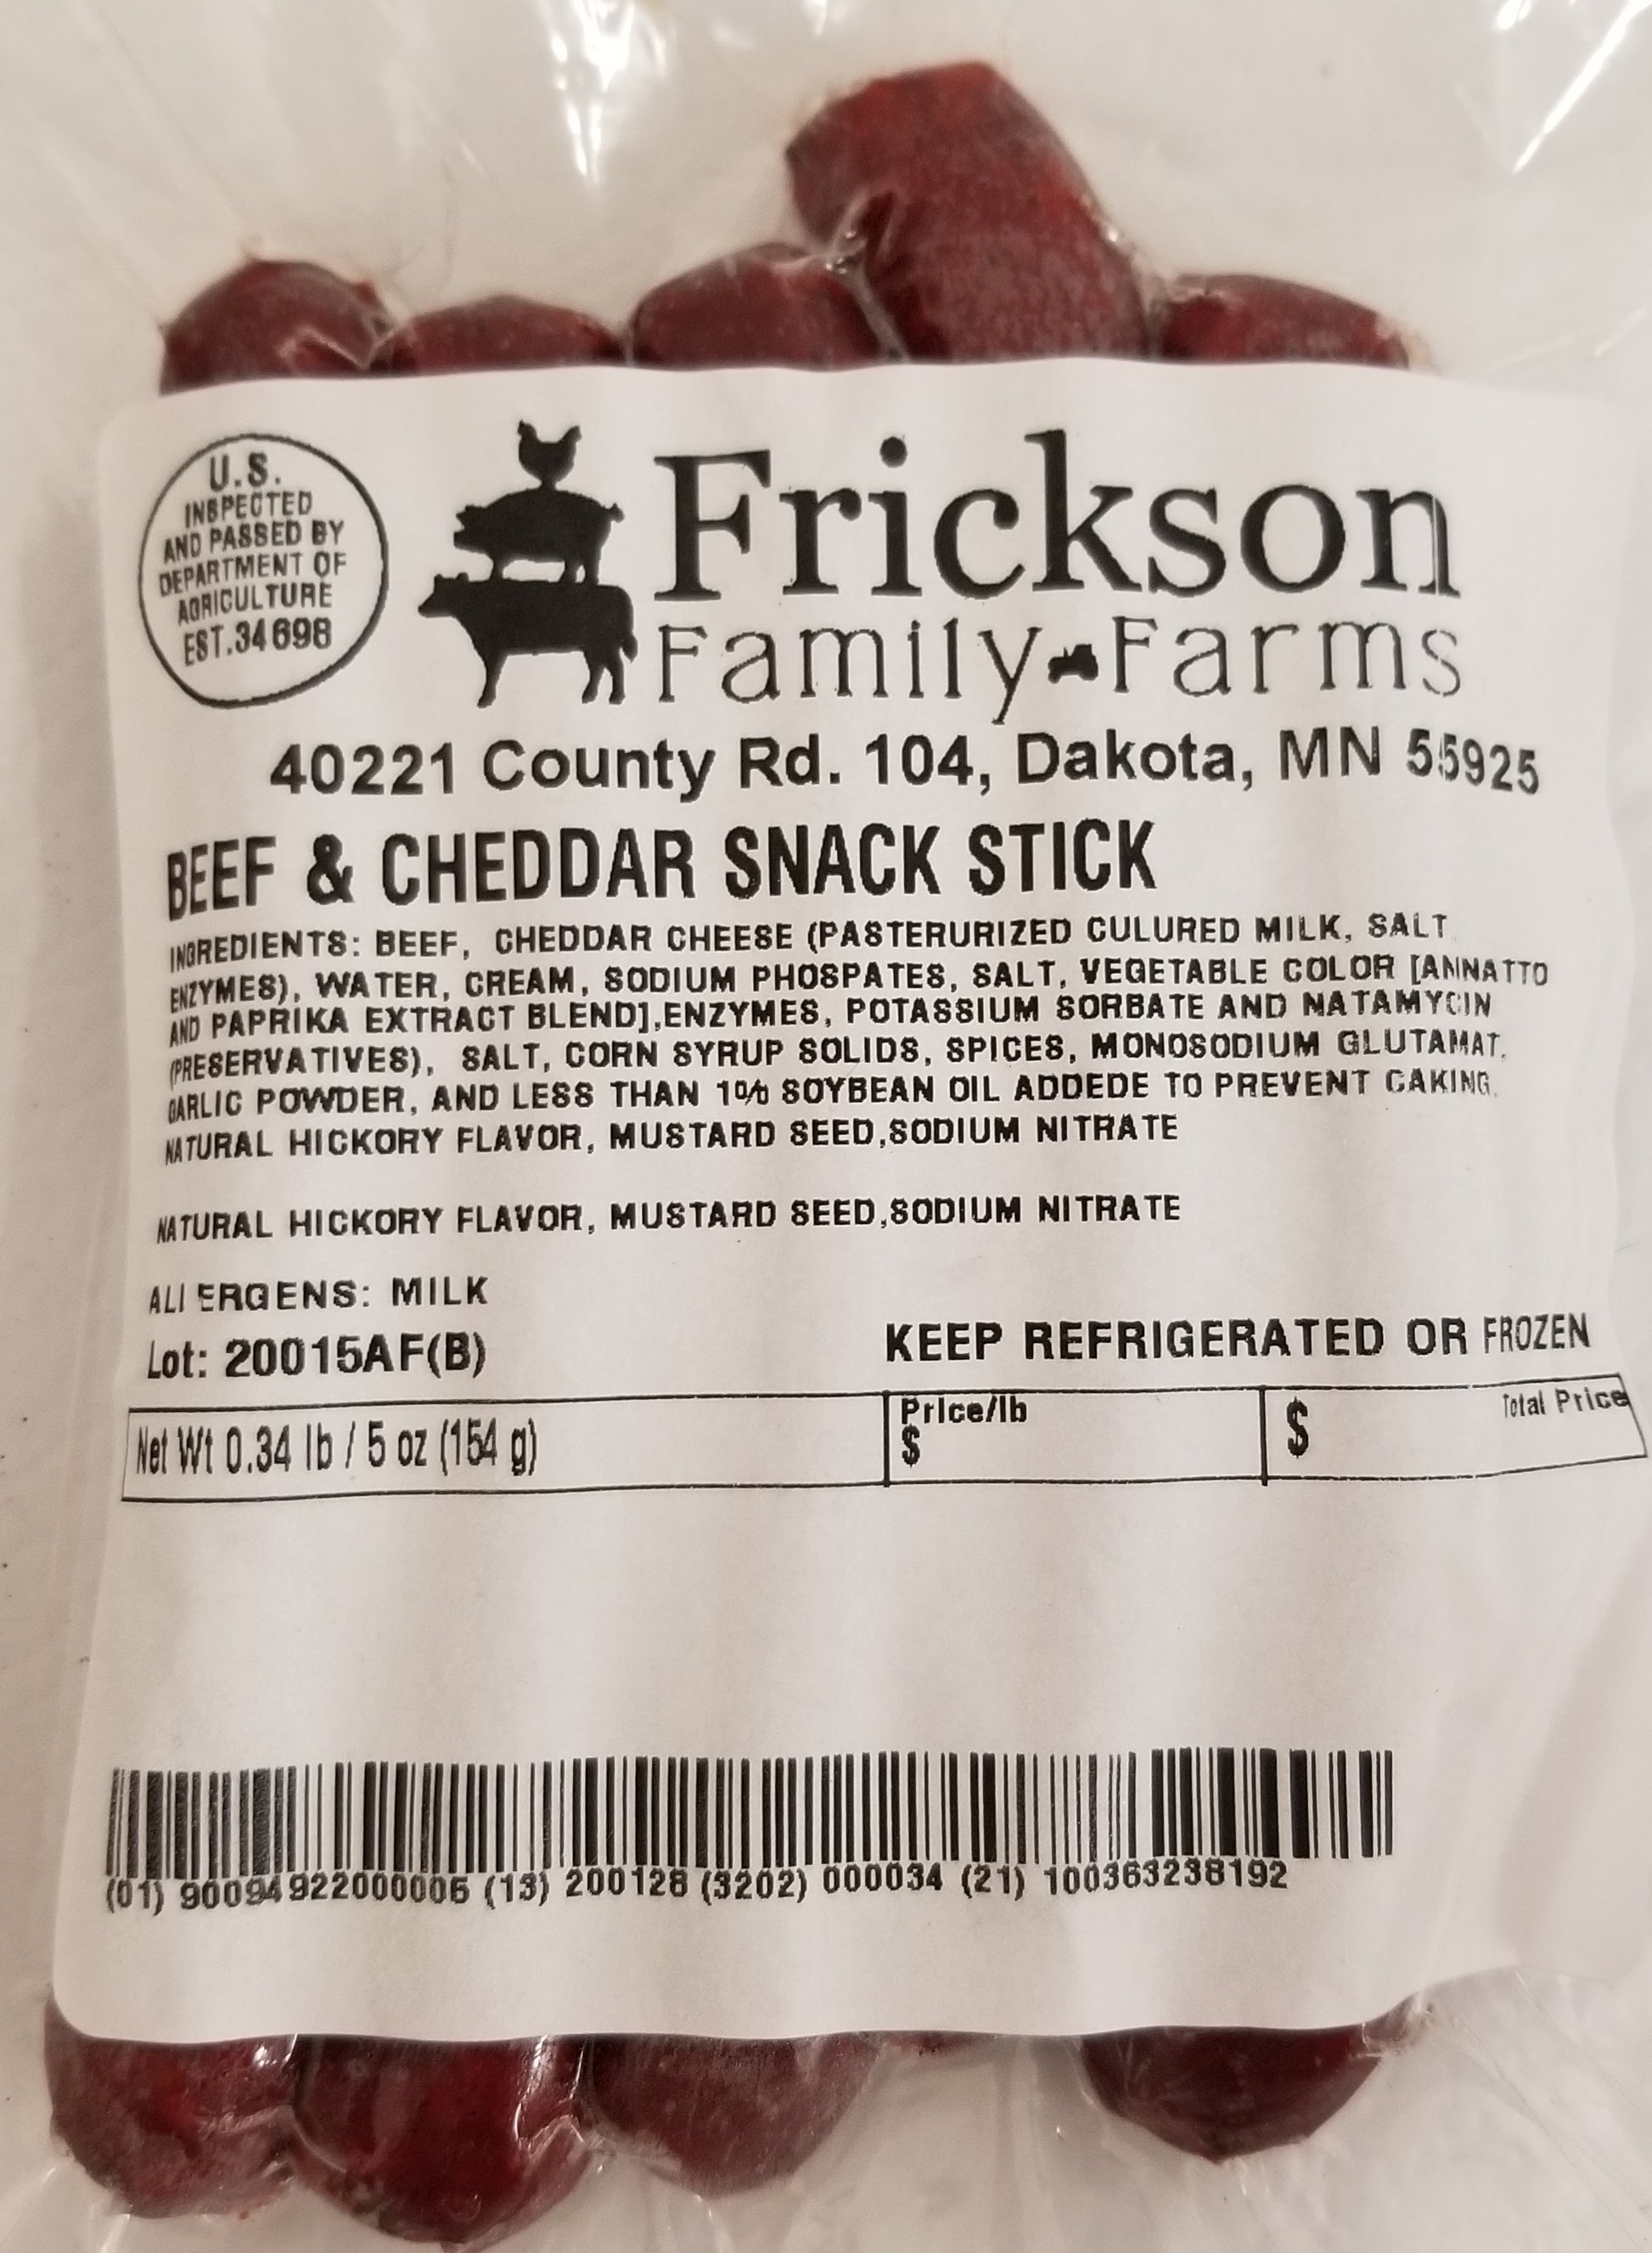 U.S.
INSPECTED
AND PASSED BY
DEPARTMENT OF
AGRICULTURE
EST.34698
Frickson
Family Farms
40221 County Rd. 104, Dakota, MN 55925
BEEF & CHEDDAR SNACK STICK
INGREDIENTS: BEEF, CHEDDAR CHEESE (PASTERURIZED CULURED MILK, SALT
ENZYMES), WATER, CREAM, SODIUM PHOSPATES, SALT, VEGETABLE COLOR [ANNATTO
AND PAPRIKA EXTRACT BLEND],ENZYMES, POTASSIUM SORBATE AND NATAMYCIN
(PRESERVATIVES), SALT, CORN SYRUP SOLIDS, SPICES, MONOSODIUM GLUTAMAT,
GARLIC POWDER, AND LESS THAN 1% SOYBEAN OIL ADDEDE TO PREVENT CAKING,
NATURAL HICKORY FLAVOR, MUSTARD SEED,SODIUM NITRATE
NATURAL HICKORY FLAVOR, MUSTARD SEED,SODIUM NITRATE
ALLERGENS: MILK
Lot: 20015AF(B)
KEEP REFRIGERATED OR FROZEN
Net Wt 0.34 lb / 5 oz (154 g)
Price/lb
$
$ Total Price
(01) 90094922000006 (13) 200128 (3202) 000034 (21) 100363238192